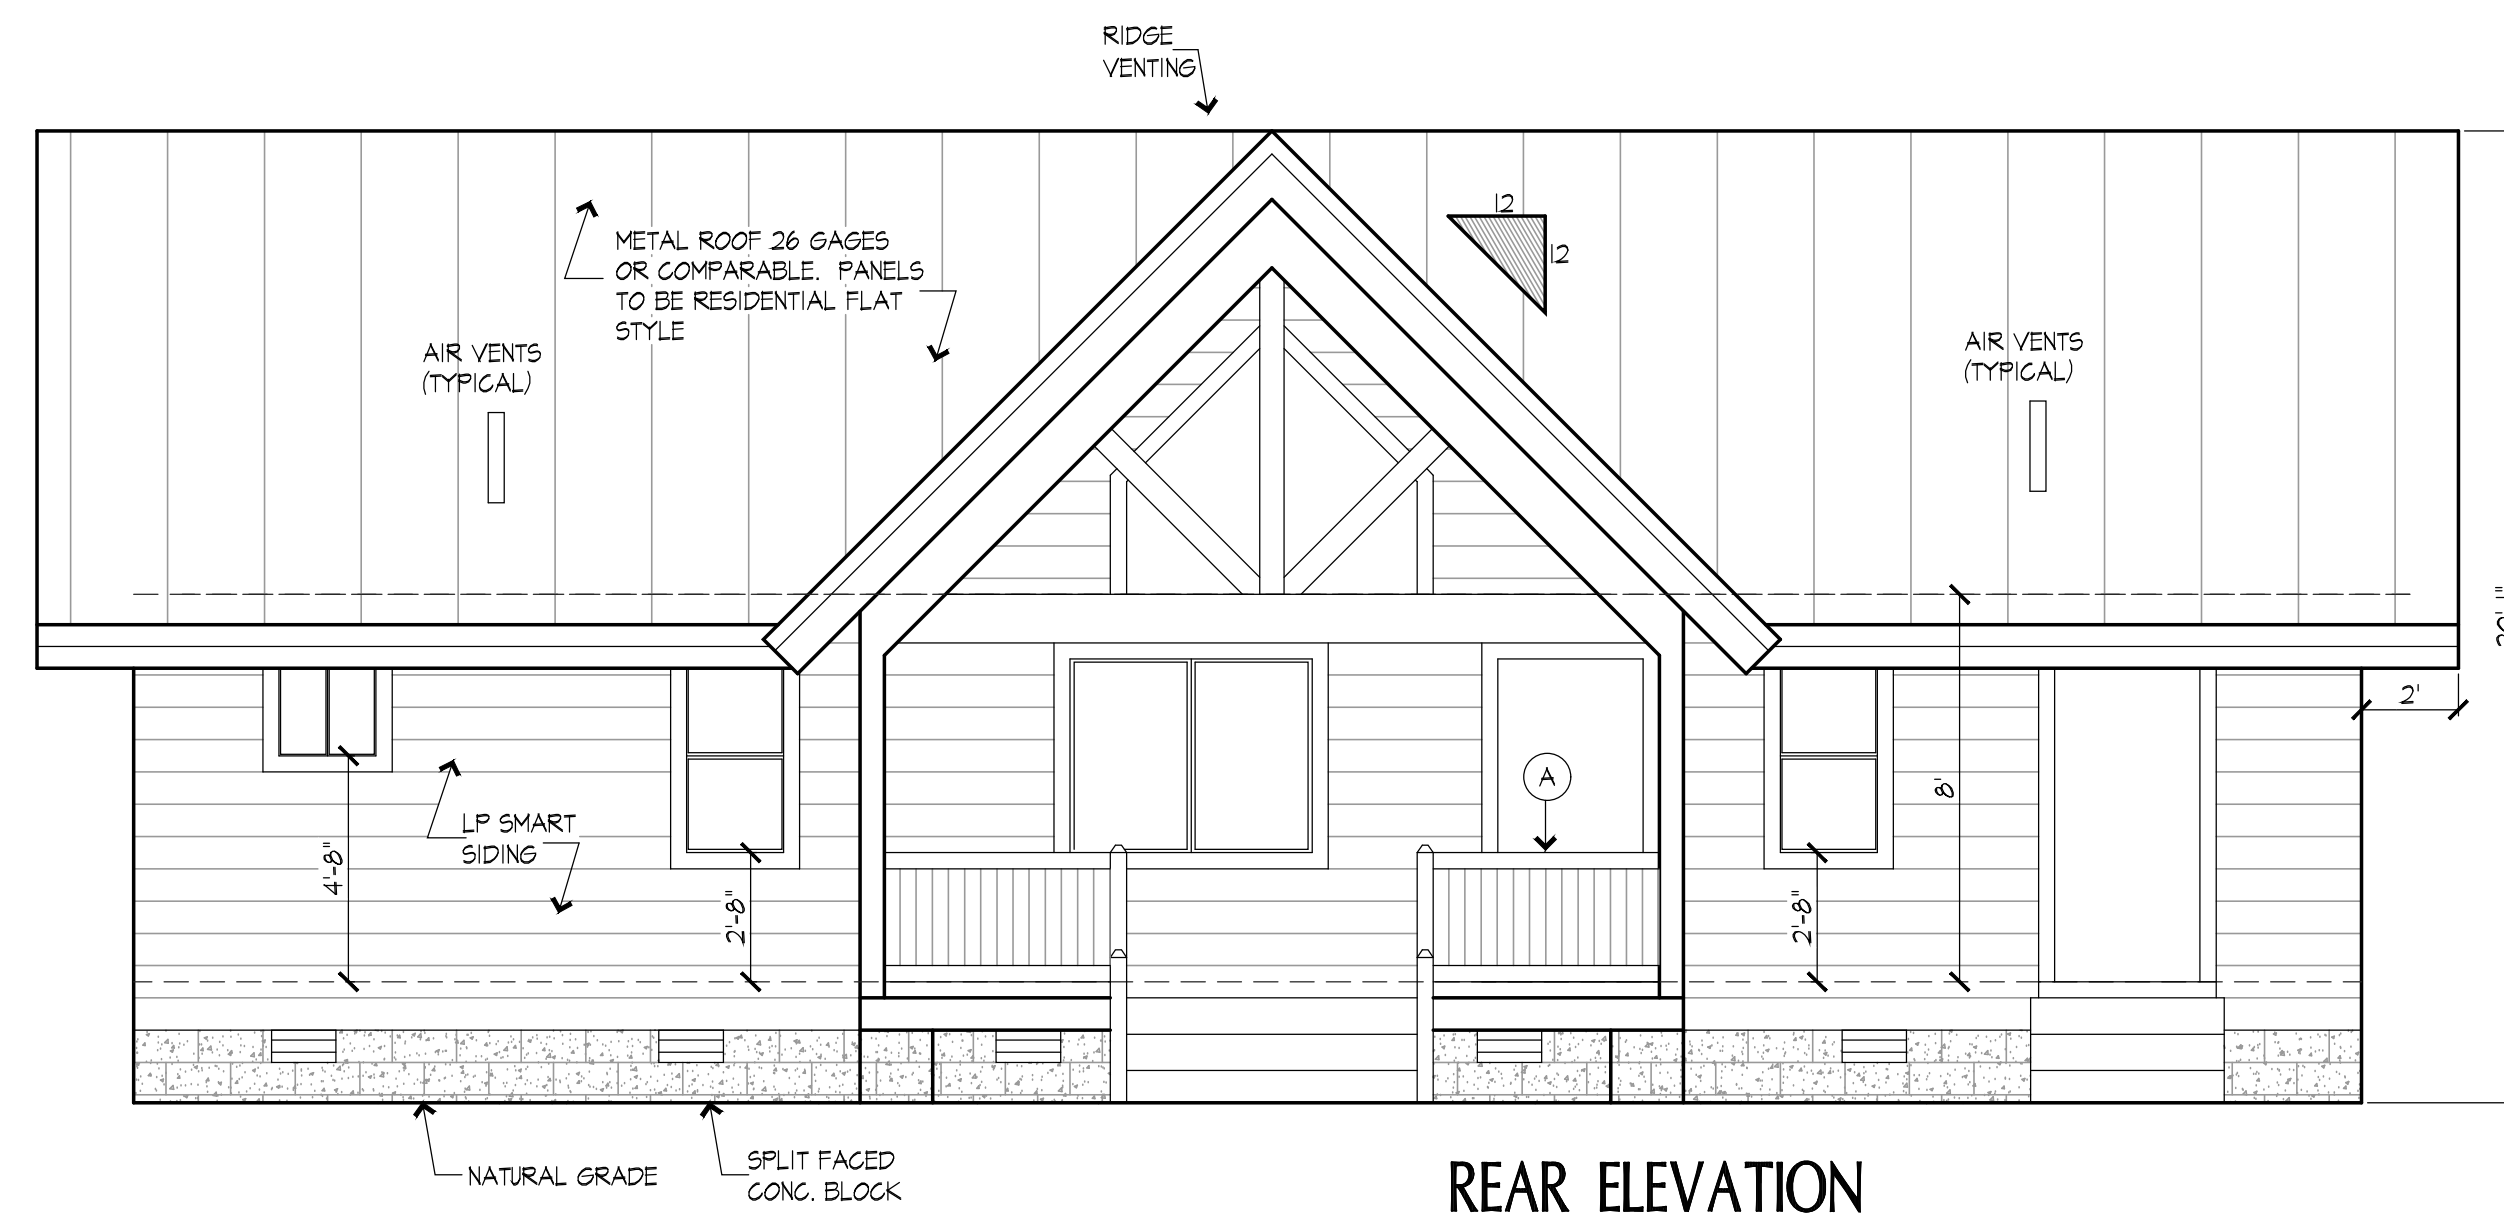 RIDGE
VENTING
12
12
METAL ROOF 26 GAGES
OR COMPARABLE. PANELS
TO BE RESIDENTIAL FLAT
STYLE
AIR VENTS
(TYPICAL)
AIR VENTS
(TYPICAL)
2'
A
8'
LP SMART
SIDING
4'-8"
2'-8"
2'-8"
NATURAL GRADE
SPLIT FACED
CONC. BLOCK
REAR ELEVATION